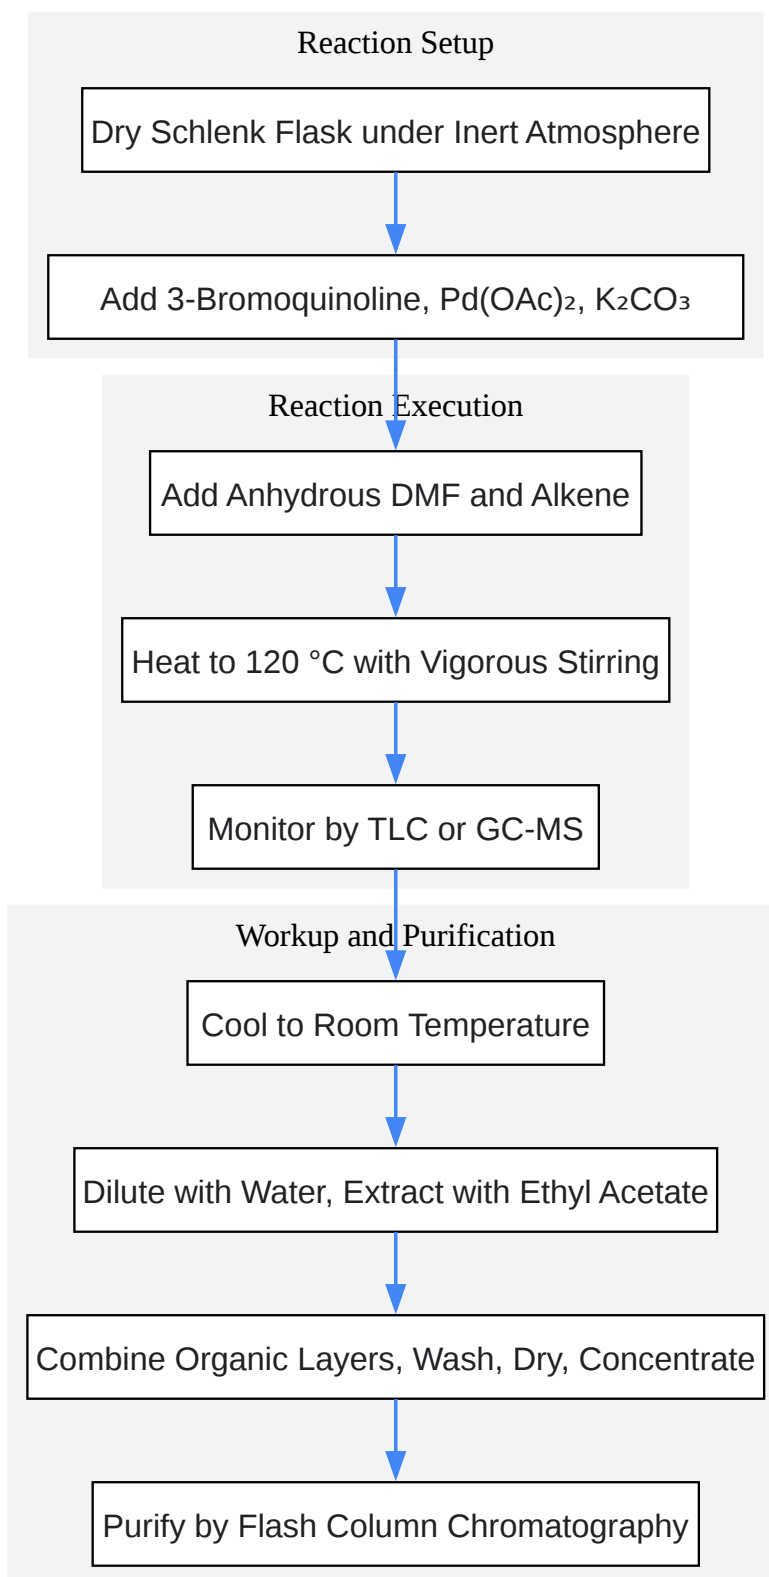 Reaction Setup
Dry Schlenk Flask under Inert Atmosphere
Add 3-Bromoquinoline, Pd(OAc)₂, K₂CO₃
Reaction Execution
Add Anhydrous DMF and Alkene
Heat to 120 °C with Vigorous Stirring
Monitor by TLC or GC-MS
Workup and Purification
Cool to Room Temperature
Dilute with Water, Extract with Ethyl Acetate
Combine Organic Layers, Wash, Dry, Concentrate
Purify by Flash Column Chromatography